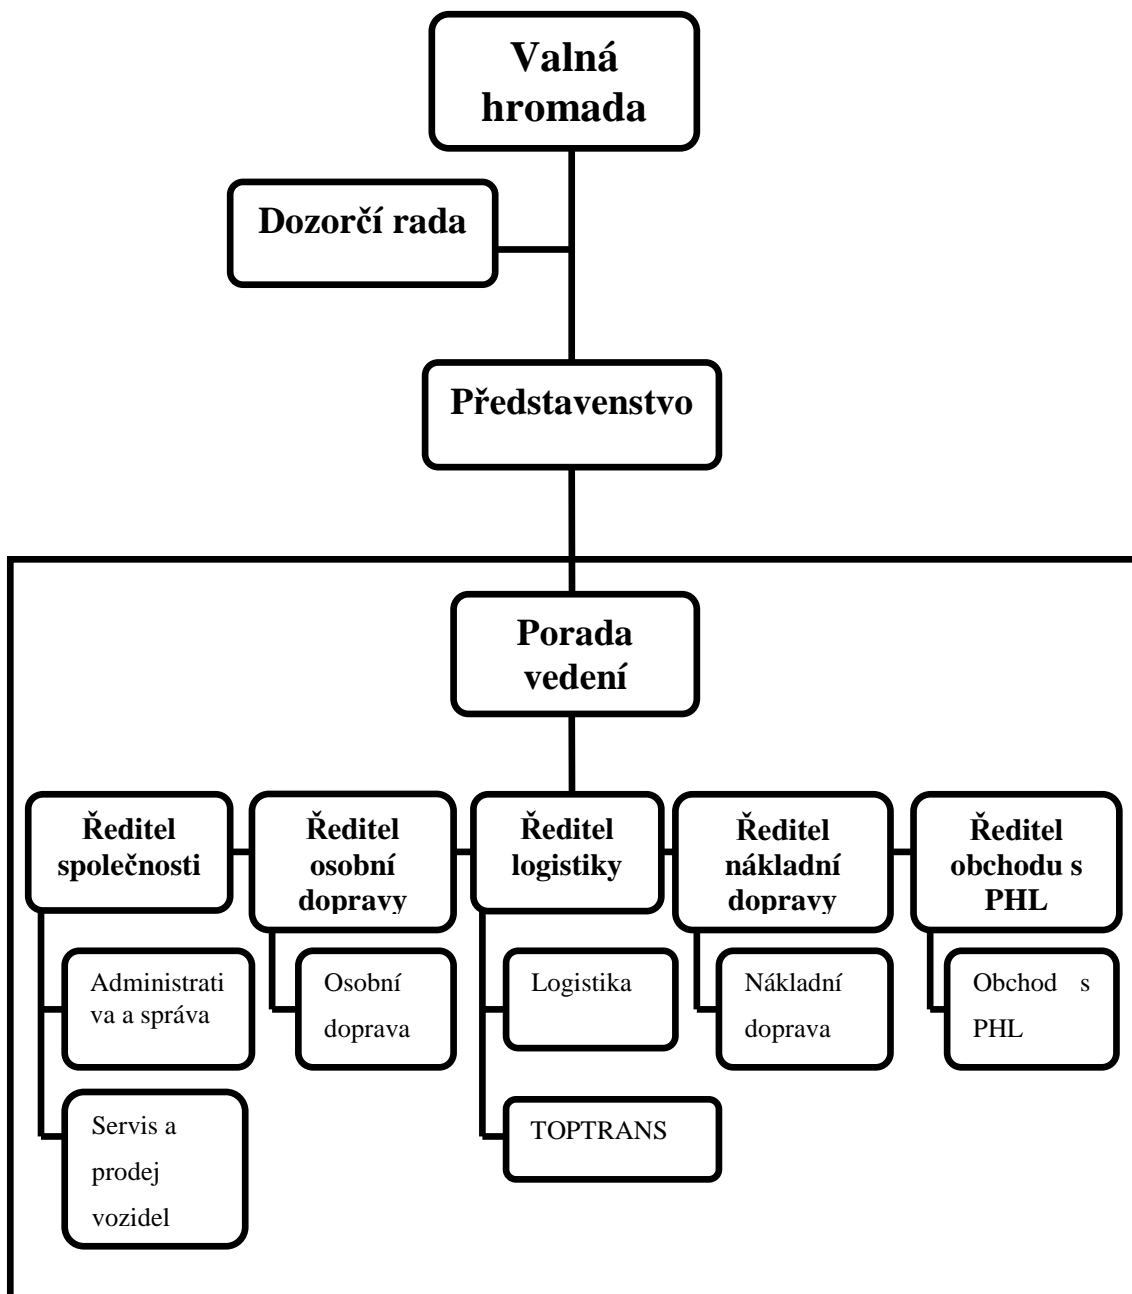 Valná
hromada
Dozorčí rada
Představenstvo
Porada
vedení
Ředitel
společnosti
Ředitel
osobní
dopravy
Ředitel
logistiky
Ředitel
nákladní
dopravy
Ředitel
obchodu s
PHL
Administrati
va a správa
Osobní
doprava
Logistika
Nákladní
doprava
Obchod s
PHL
Servis a
prodej
vozidel
TOPTRANS